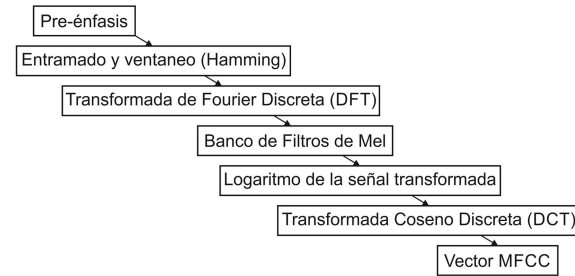 Pre-énfasis
Entramado y ventaneo (Hamming)
Transformada de Fourier Discreta (DFT)
Banco de Filtros de Mel
Logaritmo de la señal transformada
Transformada Coseno Discreta (DCT)
Vector MFCC